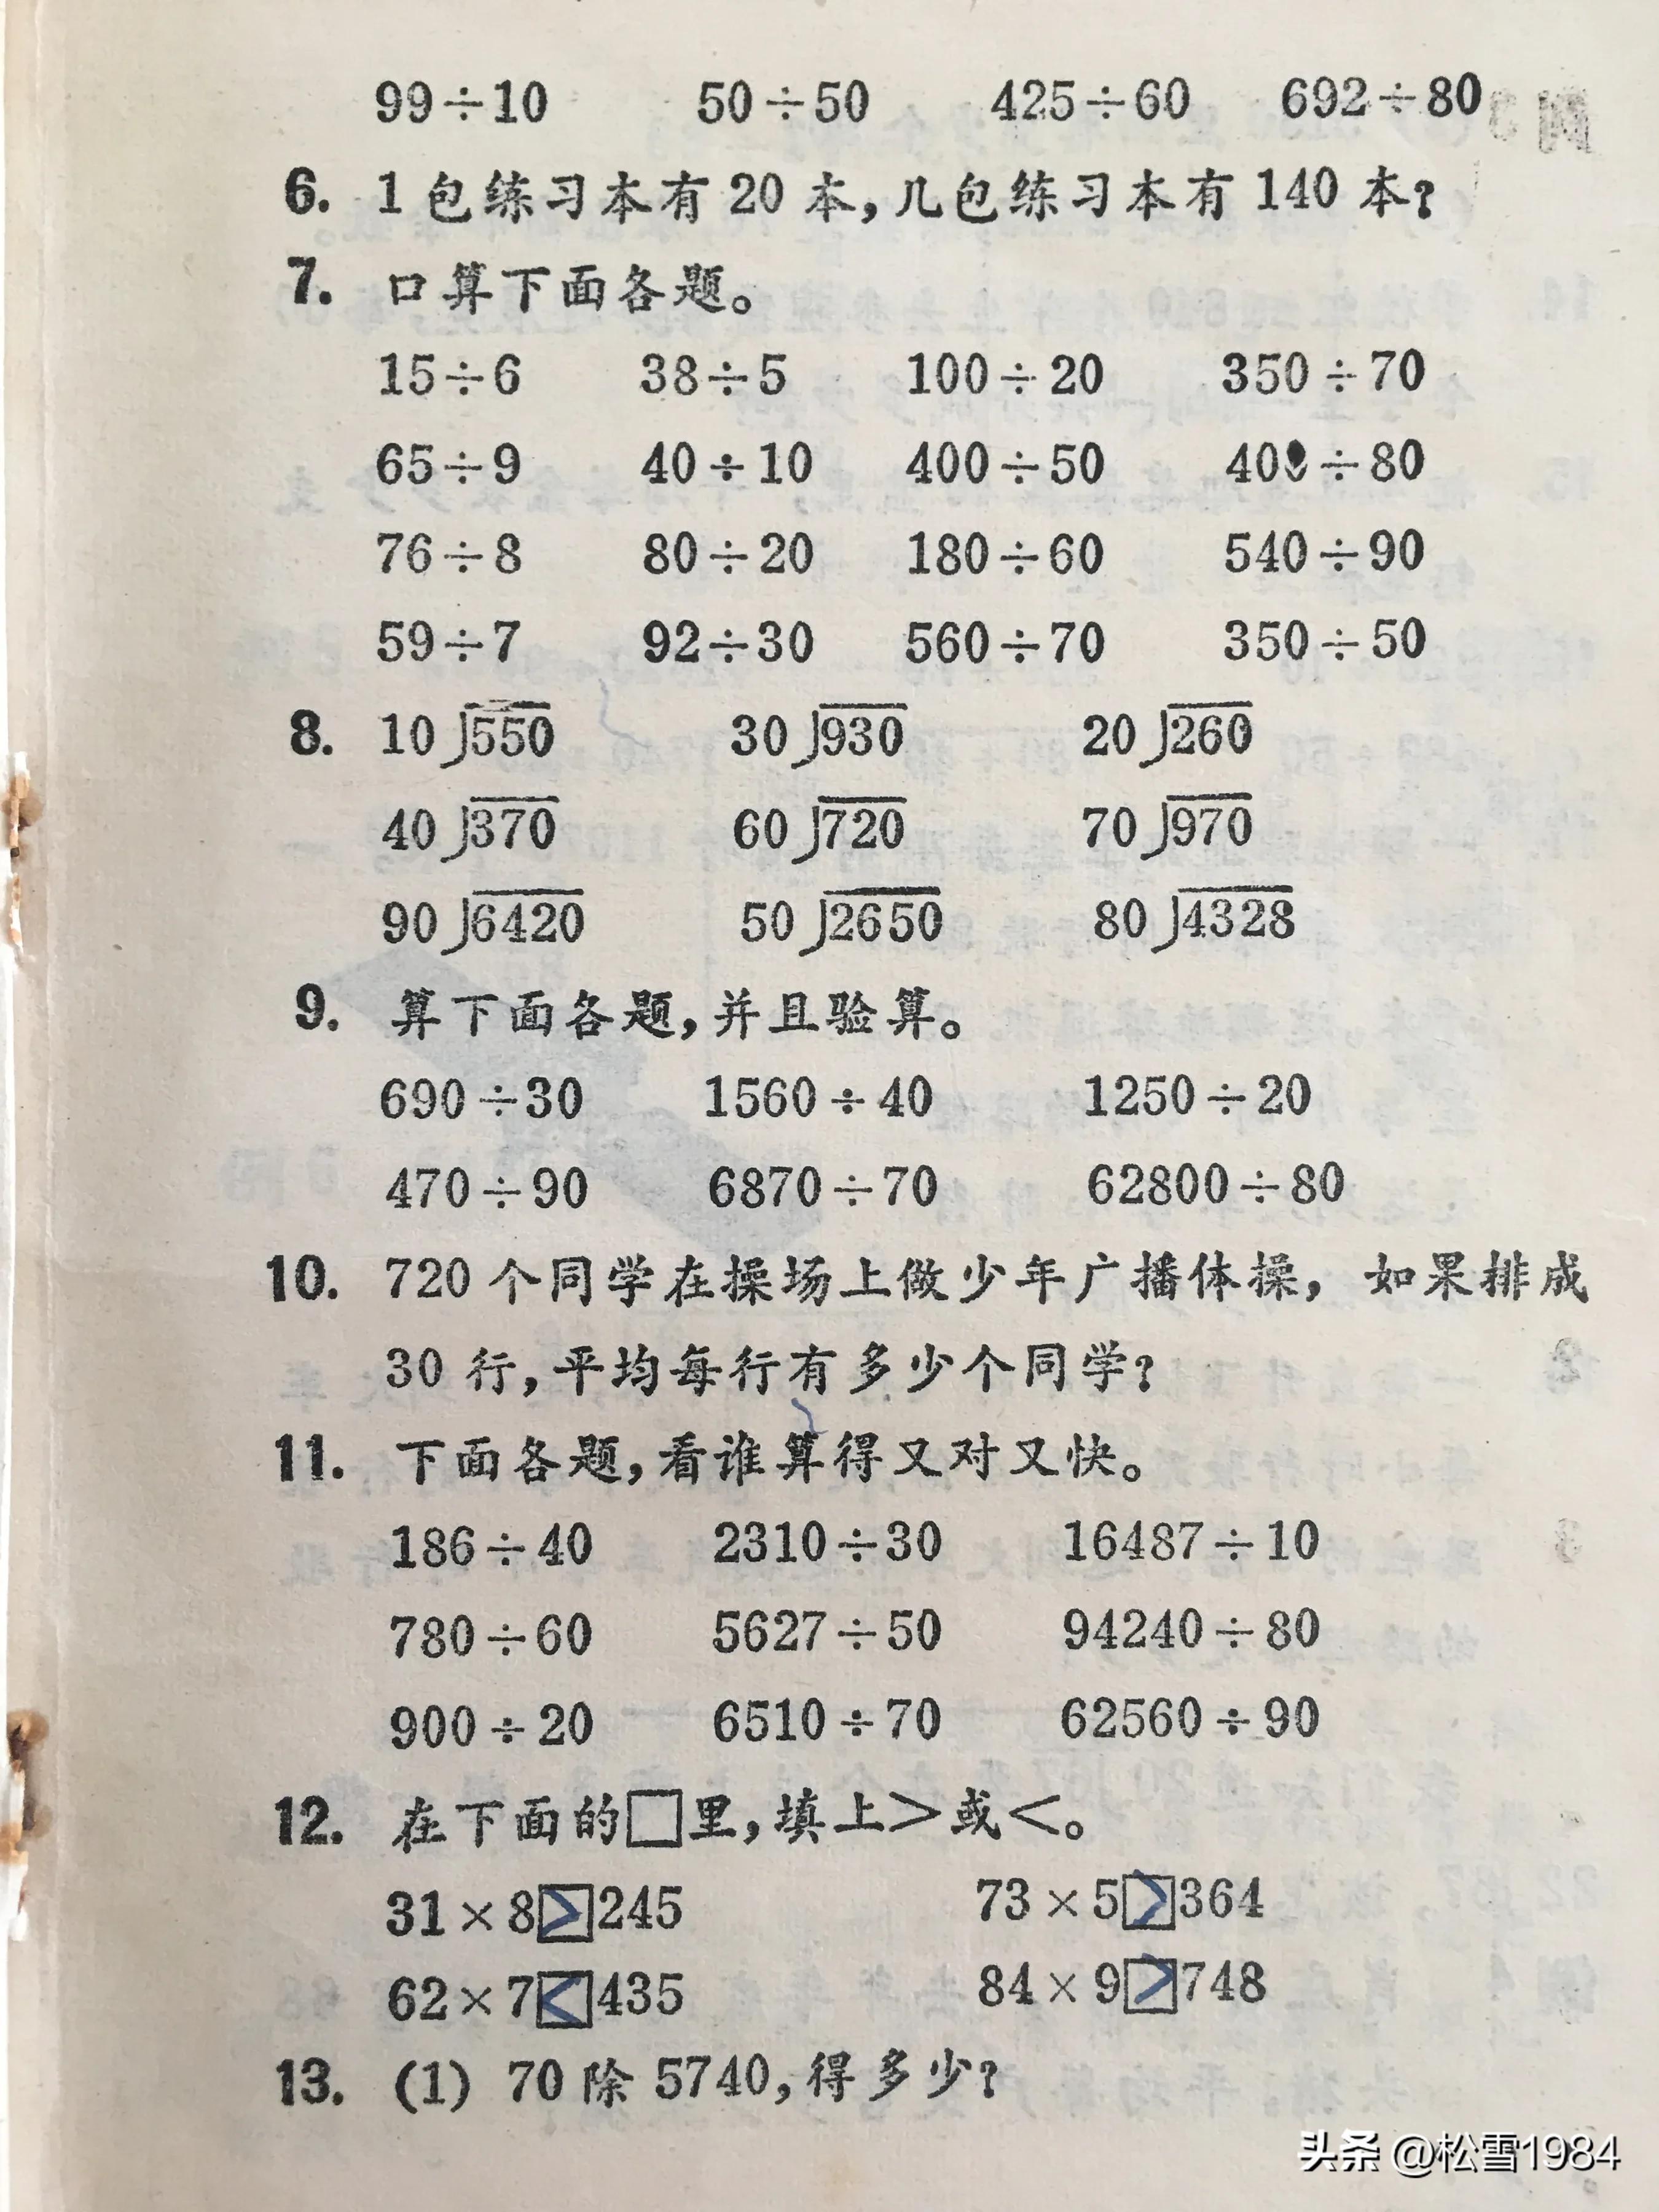 99÷10 50÷50 425÷60 692÷80
6. 1包练习本有20本,几包练习本有140本?
7. 口算下面各题。
15÷6 38÷5 100÷20 350÷70
65÷9 40÷10 400÷50 400÷80
76÷8 80÷20 180÷60 540÷90
59÷7 92÷30 560÷70 350÷50
8. 10⟌550 30⟌930 20⟌260
40⟌370 60⟌720 70⟌970
90⟌6420 50⟌2650 80⟌4328
9. 算下面各题,并且验算。
690÷30 1560÷40 1250÷20
470÷90 6870÷70 62800÷80
10. 720个同学在操场上做少年广播体操,如果排成
30行,平均每行有多少个同学?
11. 下面各题,看谁算得又对又快。
186÷40 2310÷30 16487÷10
780÷60 5627÷50 94240÷80
900÷20 6510÷70 62560÷90
12. 在下面的□里,填上>或<。
31×8>245 73×5>364
62×7<435 84×9>748
13. (1) 70除5740,得多少?
头条@松雪1984